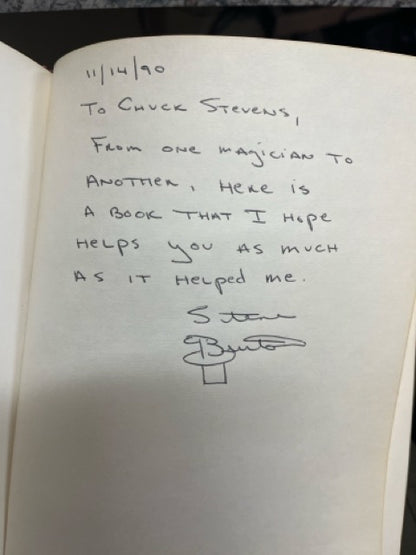 11/14/90
To Chuck Stevens,
From one magician to
Another, Here is
A Book That I Hope
Helps you as much
as it Helped me.
Steve